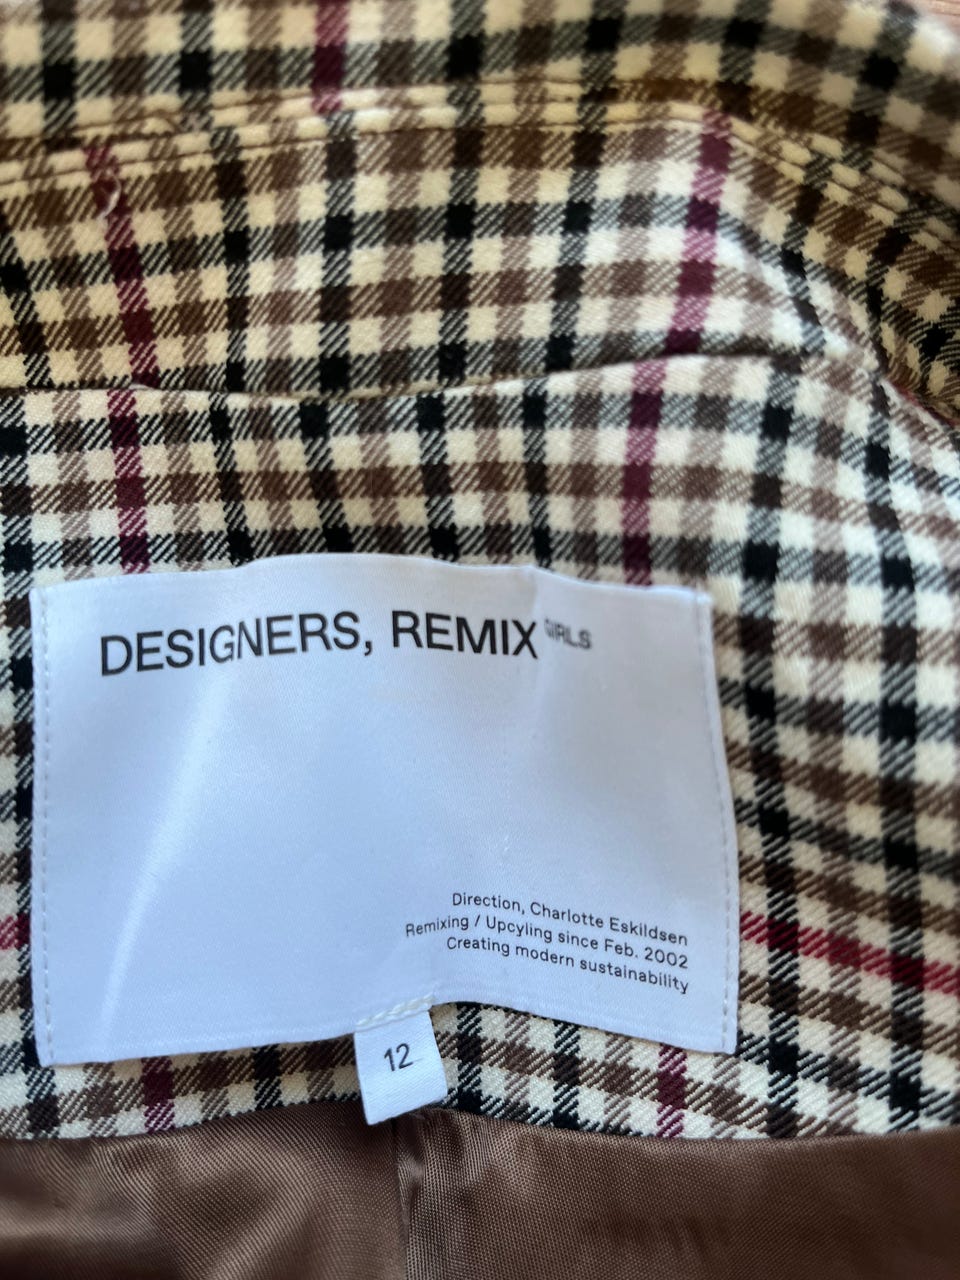 DESIGNERS, REMIX GIRLS
Direction, Charlotte Eskildsen
Remixing / Upcyling since Feb. 2002
Creating modern sustainability
12